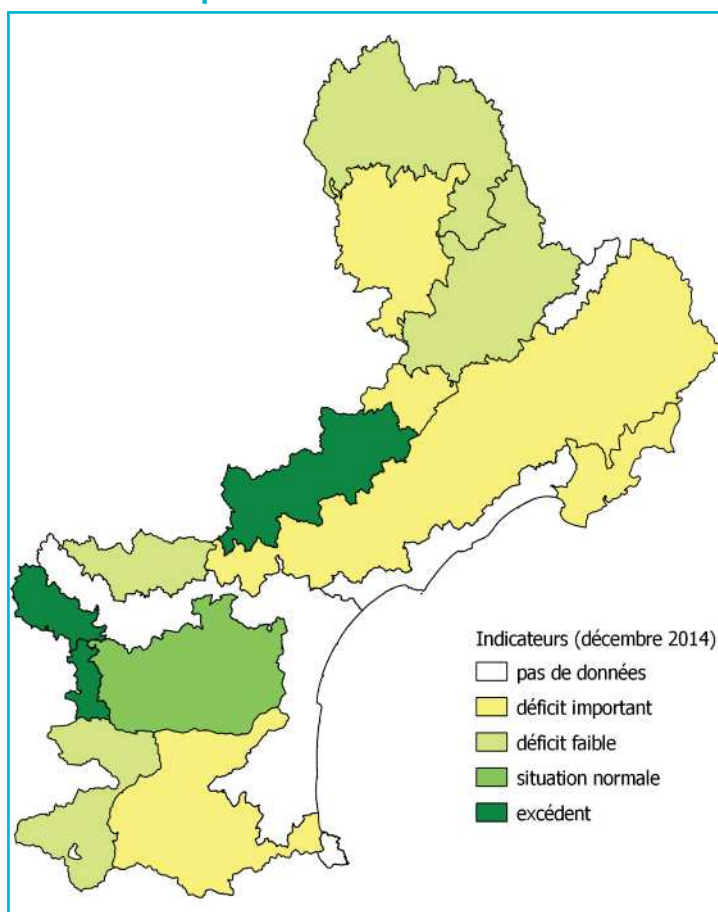 Indicateurs (décembre 2014)
pas de données
déficit important
déficit faible
situation normale
excédent